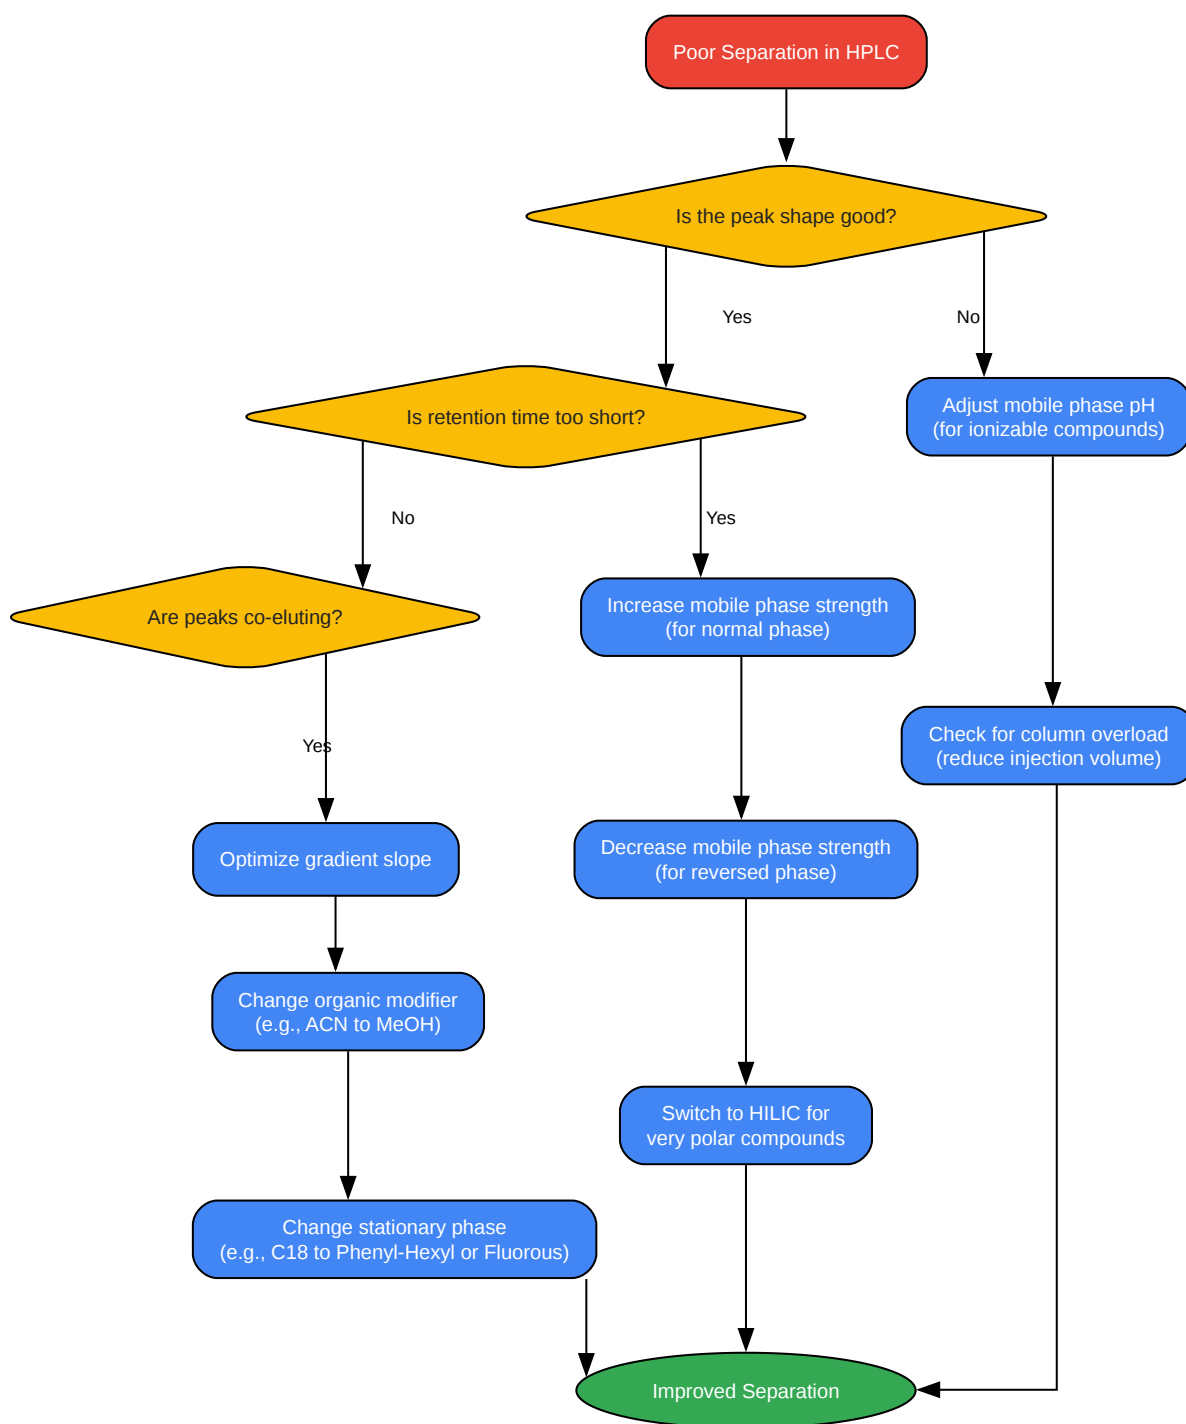 Poor Separation in HPLC
Is the peak shape good?
Yes
No
Is retention time too short?
Adjust mobile phase pH
(for ionizable compounds)
No
Yes
Are peaks co-eluting?
Increase mobile phase strength
(for normal phase)
Yes
Check for column overload
(reduce injection volume)
Optimize gradient slope
Decrease mobile phase strength
(for reversed phase)
Change organic modifier
(e.g., ACN to MeOH)
Switch to HILIC for
very polar compounds
Change stationary phase
(e.g., C18 to Phenyl-Hexyl or Fluorous)
Improved Separation